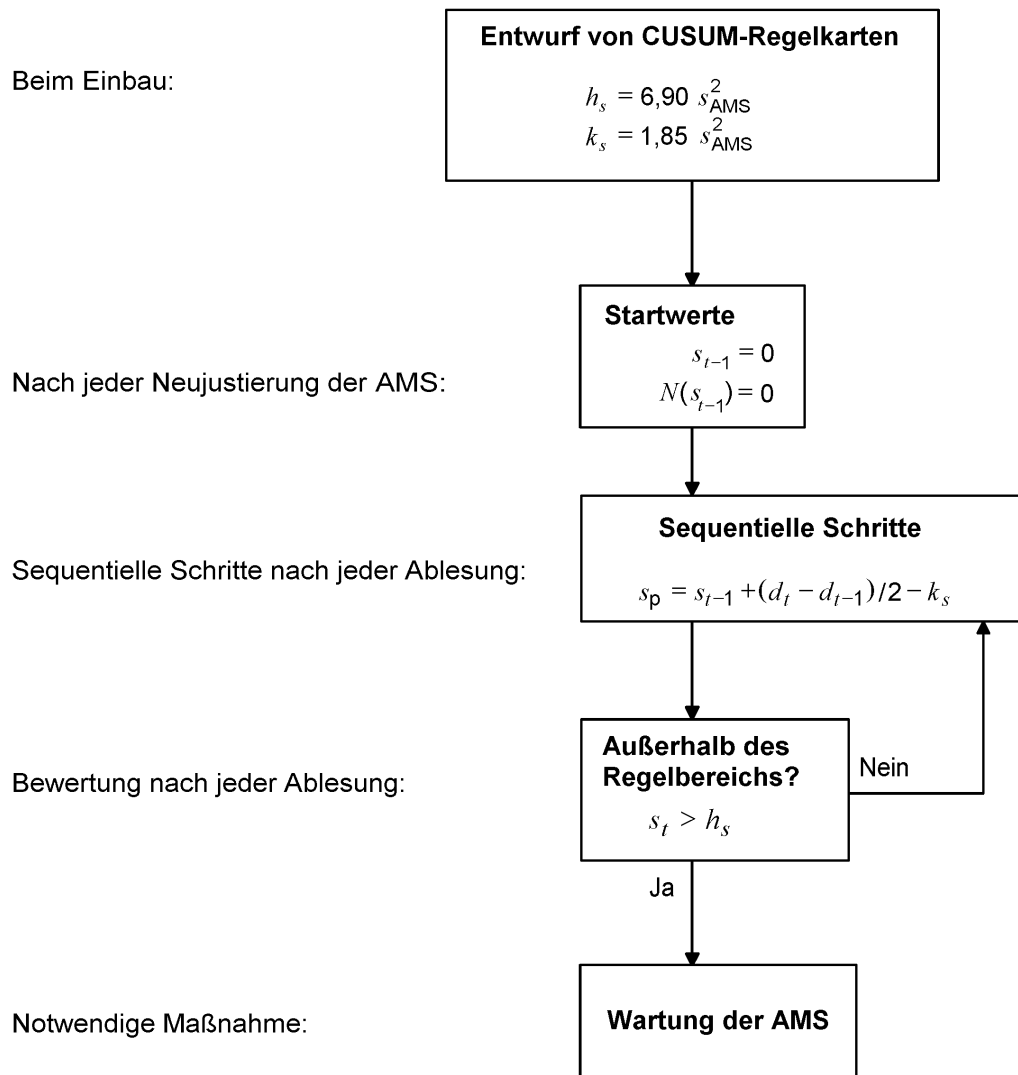 Entwurf von CUSUM-Regelkarten
Beim Einbau:
h_s = 6,90 s²_AMS
k_s = 1,85 s²_AMS
Startwerte
s_{t–1} = 0
Nach jeder Neujustierung der AMS:
N(s_{t–1}) = 0
Sequentielle Schritte
Sequentielle Schritte nach jeder Ablesung:
s_p = s_{t–1} + (d_t – d_{t–1})/2 – k_s
Außerhalb des
Regelbereichs?
Nein
Bewertung nach jeder Ablesung:
s_t > h_s
Ja
Notwendige Maßnahme:
Wartung der AMS